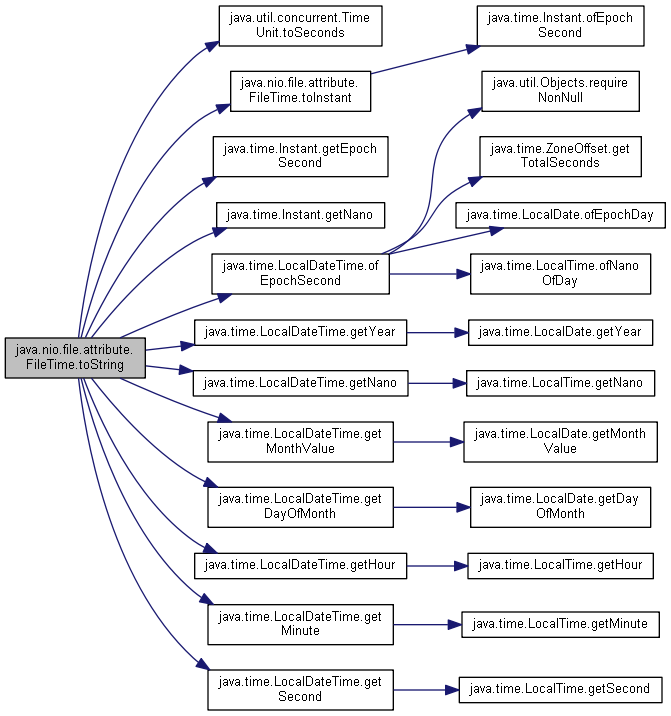 java.util.concurrent.Time
Unit.toSeconds
java.time.Instant.ofEpoch
Second
java.nio.file.attribute.
FileTime.toInstant
java.util.Objects.require
NonNull
java.time.Instant.getEpoch
Second
java.time.ZoneOffset.get
TotalSeconds
java.time.Instant.getNano
java.time.LocalDate.ofEpochDay
java.time.LocalDateTime.of
EpochSecond
java.time.LocalTime.ofNano
OfDay
java.nio.file.attribute.
FileTime.toString
java.time.LocalDateTime.getYear
java.time.LocalDate.getYear
java.time.LocalDateTime.getNano
java.time.LocalTime.getNano
java.time.LocalDateTime.get
MonthValue
java.time.LocalDate.getMonth
Value
java.time.LocalDateTime.get
DayOfMonth
java.time.LocalDate.getDay
OfMonth
java.time.LocalDateTime.getHour
java.time.LocalTime.getHour
java.time.LocalDateTime.get
Minute
java.time.LocalTime.getMinute
java.time.LocalDateTime.get
Second
java.time.LocalTime.getSecond